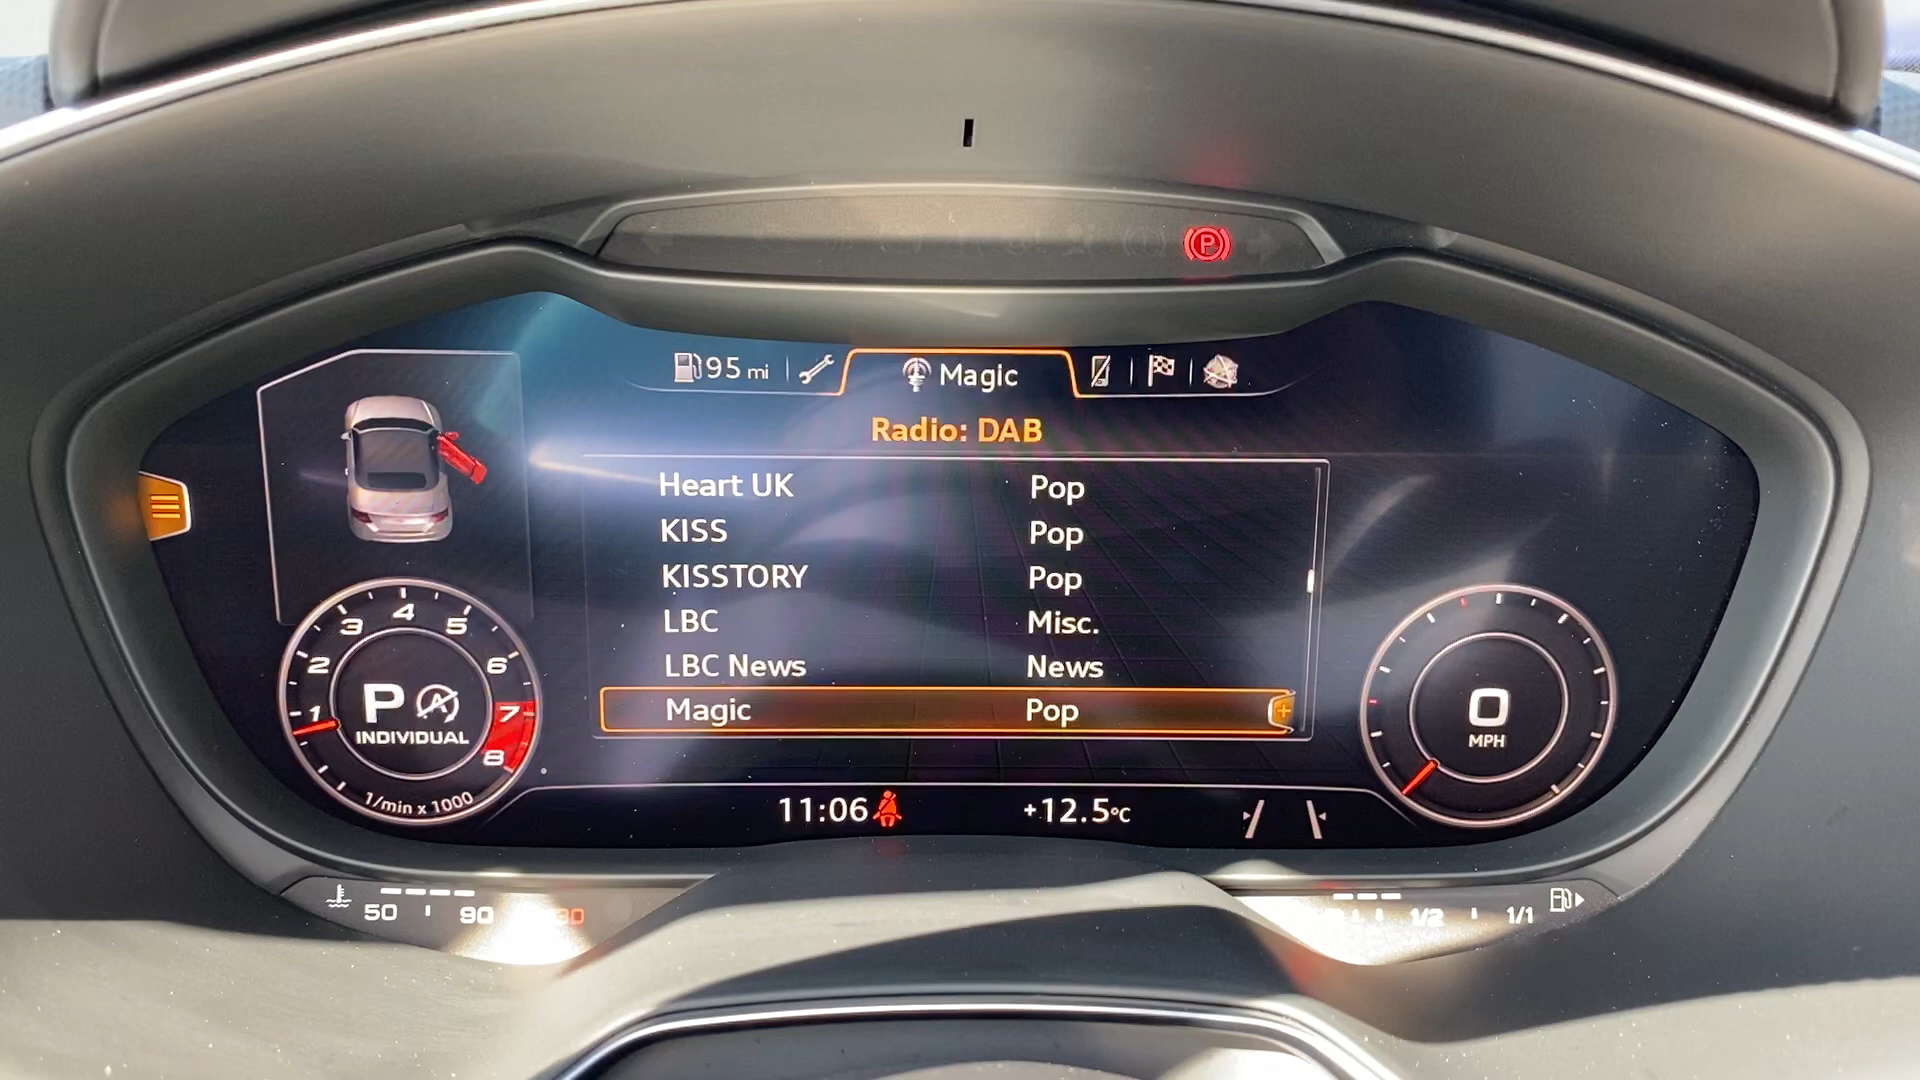 P
95 mi
Magic
Radio: DAB
Heart UK Pop
KISS Pop
KISSTORY Pop
LBC Misc.
LBC News News
Magic Pop
1 2 3 4 5 6 7 8
P A
INDIVIDUAL
1/min x 1000
0
MPH
11:06
+12.5°C
50 90
1/2 1/1